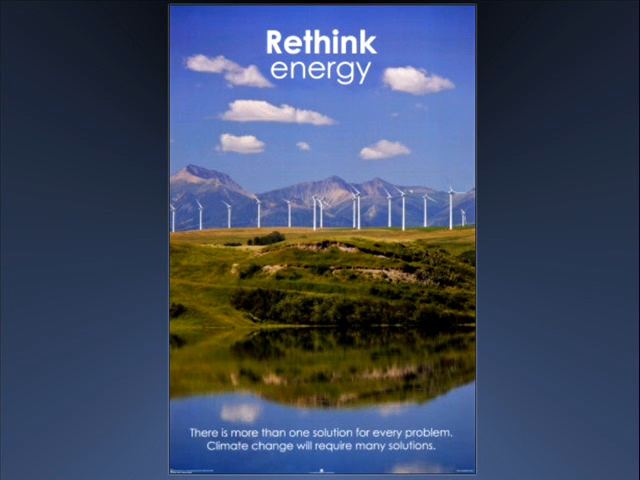 Rethink
energy
There is more than one solution for every problem.
Climate change will require many solutions.